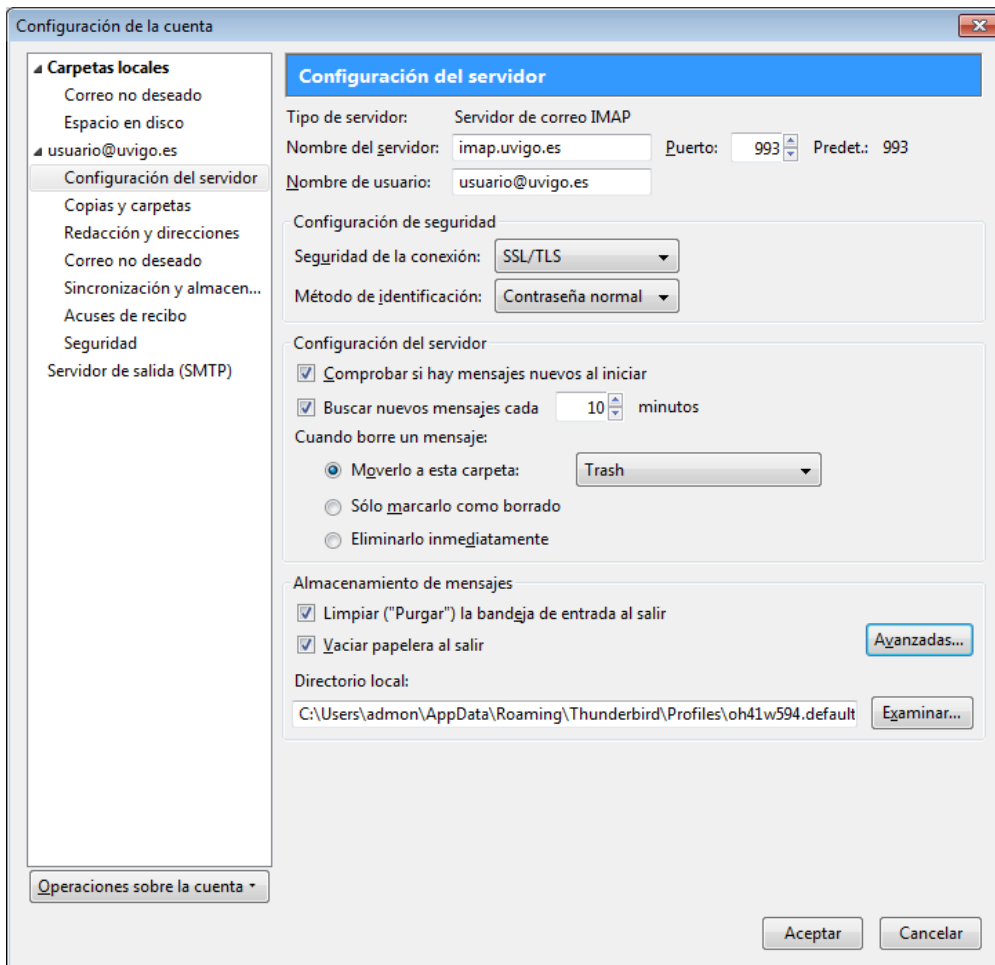 Configuración de la cuenta
Carpetas locales
Correo no deseado
Espacio en disco
usuario@uvigo.es
Configuración del servidor
Copias y carpetas
Redacción y direcciones
Correo no deseado
Sincronización y almacen...
Acuses de recibo
Seguridad
Servidor de salida (SMTP)
Operaciones sobre la cuenta
Configuración del servidor
Tipo de servidor: Servidor de correo IMAP
Nombre del servidor: imap.uvigo.es Puerto: 993 Predet.: 993
Nombre de usuario: usuario@uvigo.es
Configuración de seguridad
Seguridad de la conexión: SSL/TLS
Método de identificación: Contraseña normal
Configuración del servidor
Comprobar si hay mensajes nuevos al iniciar
Buscar nuevos mensajes cada 10 minutos
Cuando borre un mensaje:
Moverlo a esta carpeta: Trash
Sólo marcarlo como borrado
Eliminarlo inmediatamente
Almacenamiento de mensajes
Limpiar ("Purgar") la bandeja de entrada al salir
Vaciar papelera al salir
Avanzadas...
Directorio local:
C:\Users\admon\AppData\Roaming\Thunderbird\Profiles\oh41w594.default Examinar...
Aceptar Cancelar